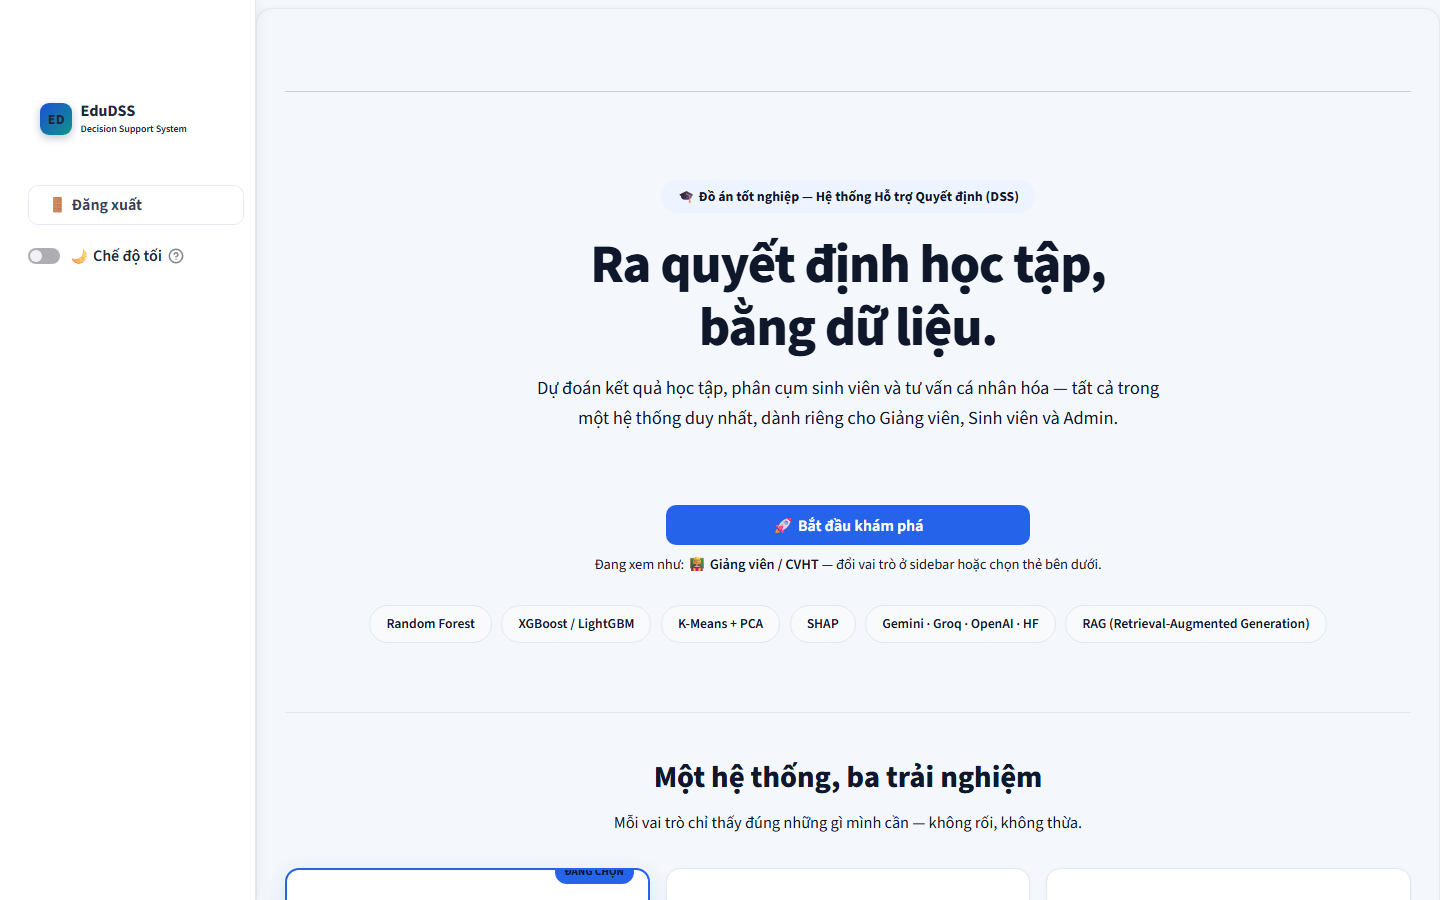 ED
EduDSS
Decision Support System
🚪 Đăng xuất
🌙 Chế độ tối
🎓 Đồ án tốt nghiệp — Hệ thống Hỗ trợ Quyết định (DSS)
Ra quyết định học tập,
bằng dữ liệu.
Dự đoán kết quả học tập, phân cụm sinh viên và tư vấn cá nhân hóa — tất cả trong
một hệ thống duy nhất, dành riêng cho Giảng viên, Sinh viên và Admin.
🚀 Bắt đầu khám phá
Đang xem như: 👩‍🏫 Giảng viên / CVHT — đổi vai trò ở sidebar hoặc chọn thẻ bên dưới.
Random Forest
XGBoost / LightGBM
K-Means + PCA
SHAP
Gemini · Groq · OpenAI · HF
RAG (Retrieval-Augmented Generation)
Một hệ thống, ba trải nghiệm
Mỗi vai trò chỉ thấy đúng những gì mình cần — không rối, không thừa.
ĐANG CHỌN